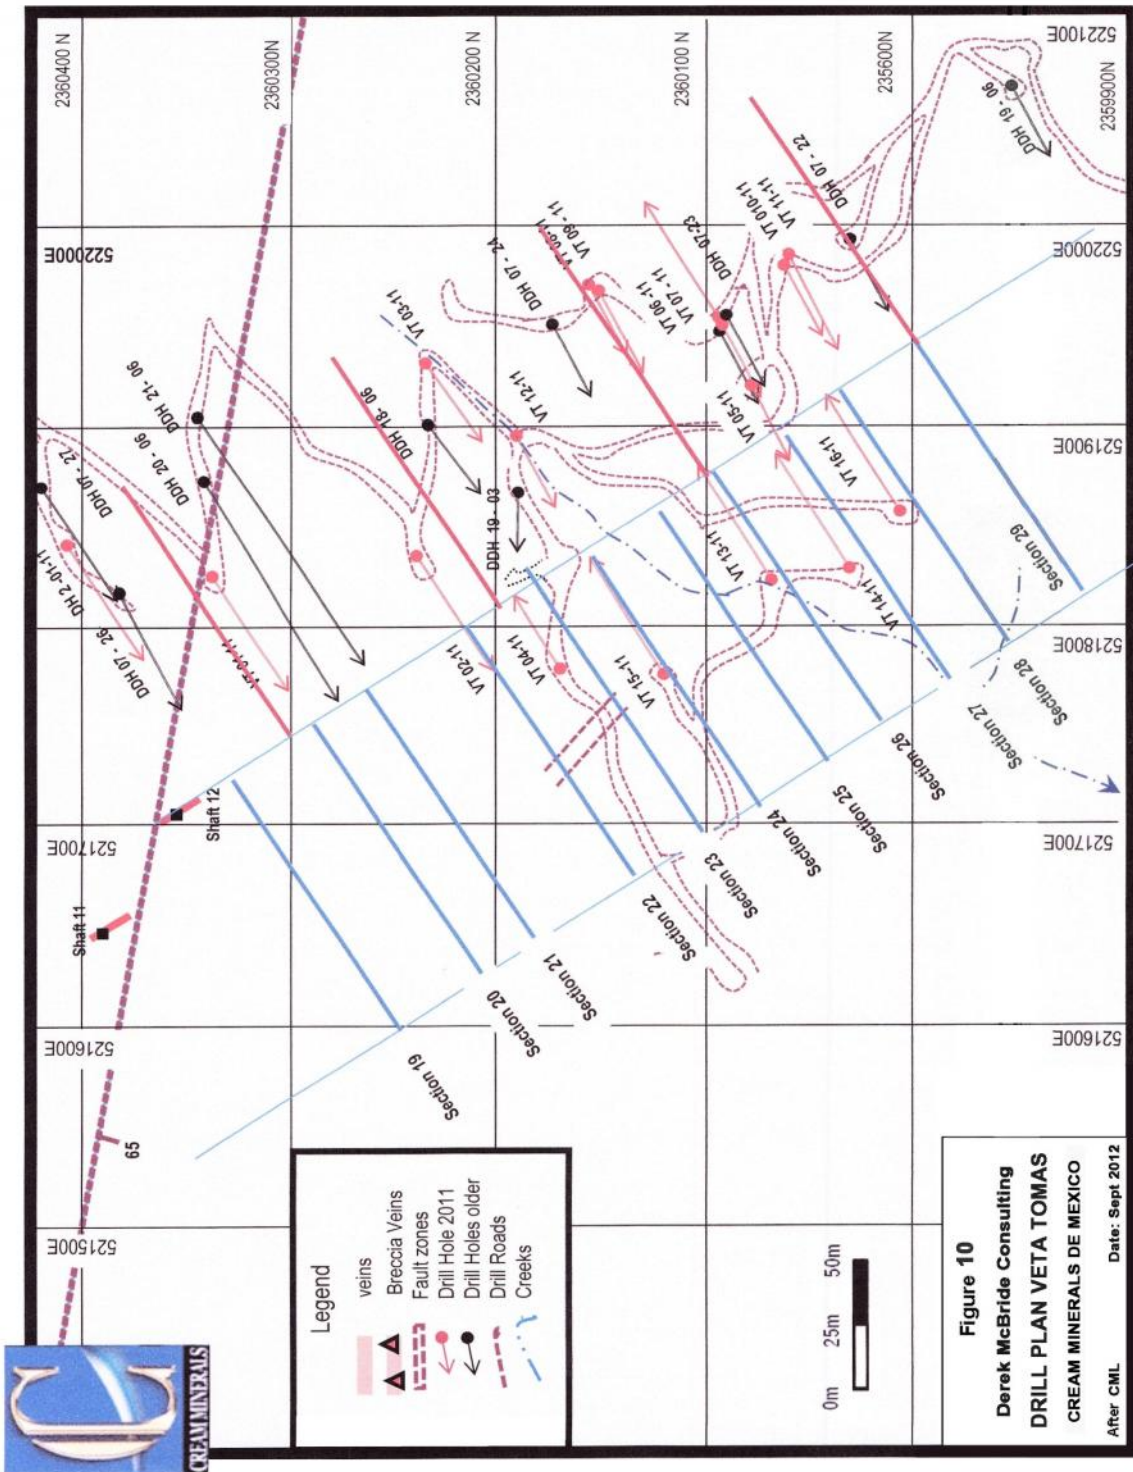 2360400 N
2360300N
2360200 N
2360100 N
235600N
2359900N
522100E
522000E
521900E
521800E
521700E
521600E
521500E
DDH 19 - 06
DDH 07 - 22
VT 11-11
VT 010-11
DDH 07-23
VT 09 - 11
DDH 07 - 24
VT 07 - 11
VT 06 -11
VT 03-11
VT 12-11
VT 05-11
VT 16-11
DDH 18- 06
DDH 19 - 03
DDH 21- 06
DDH 20 - 06
DDH 07 - 27
DH 2 -01-11
DDH 07 - 26
VT 02-11
VT 04-11
VT 15--11
VT 13-11
VT 14-11
Shaft 12
Shaft 11
65
Section 19
Section 20
Section 21
Section 22
Section 23
Section 24
Section 25
Section 26
Section 27
Section 28
Section 29
Legend
veins
Breccia Veins
Fault zones
Drill Hole 2011
Drill Holes older
Drill Roads
Creeks
0m 25m 50m
Figure 10
Derek McBride Consulting
DRILL PLAN VETA TOMAS
CREAM MINERALS DE MEXICO
After CML Date: Sept 2012
CREAM MINERALS